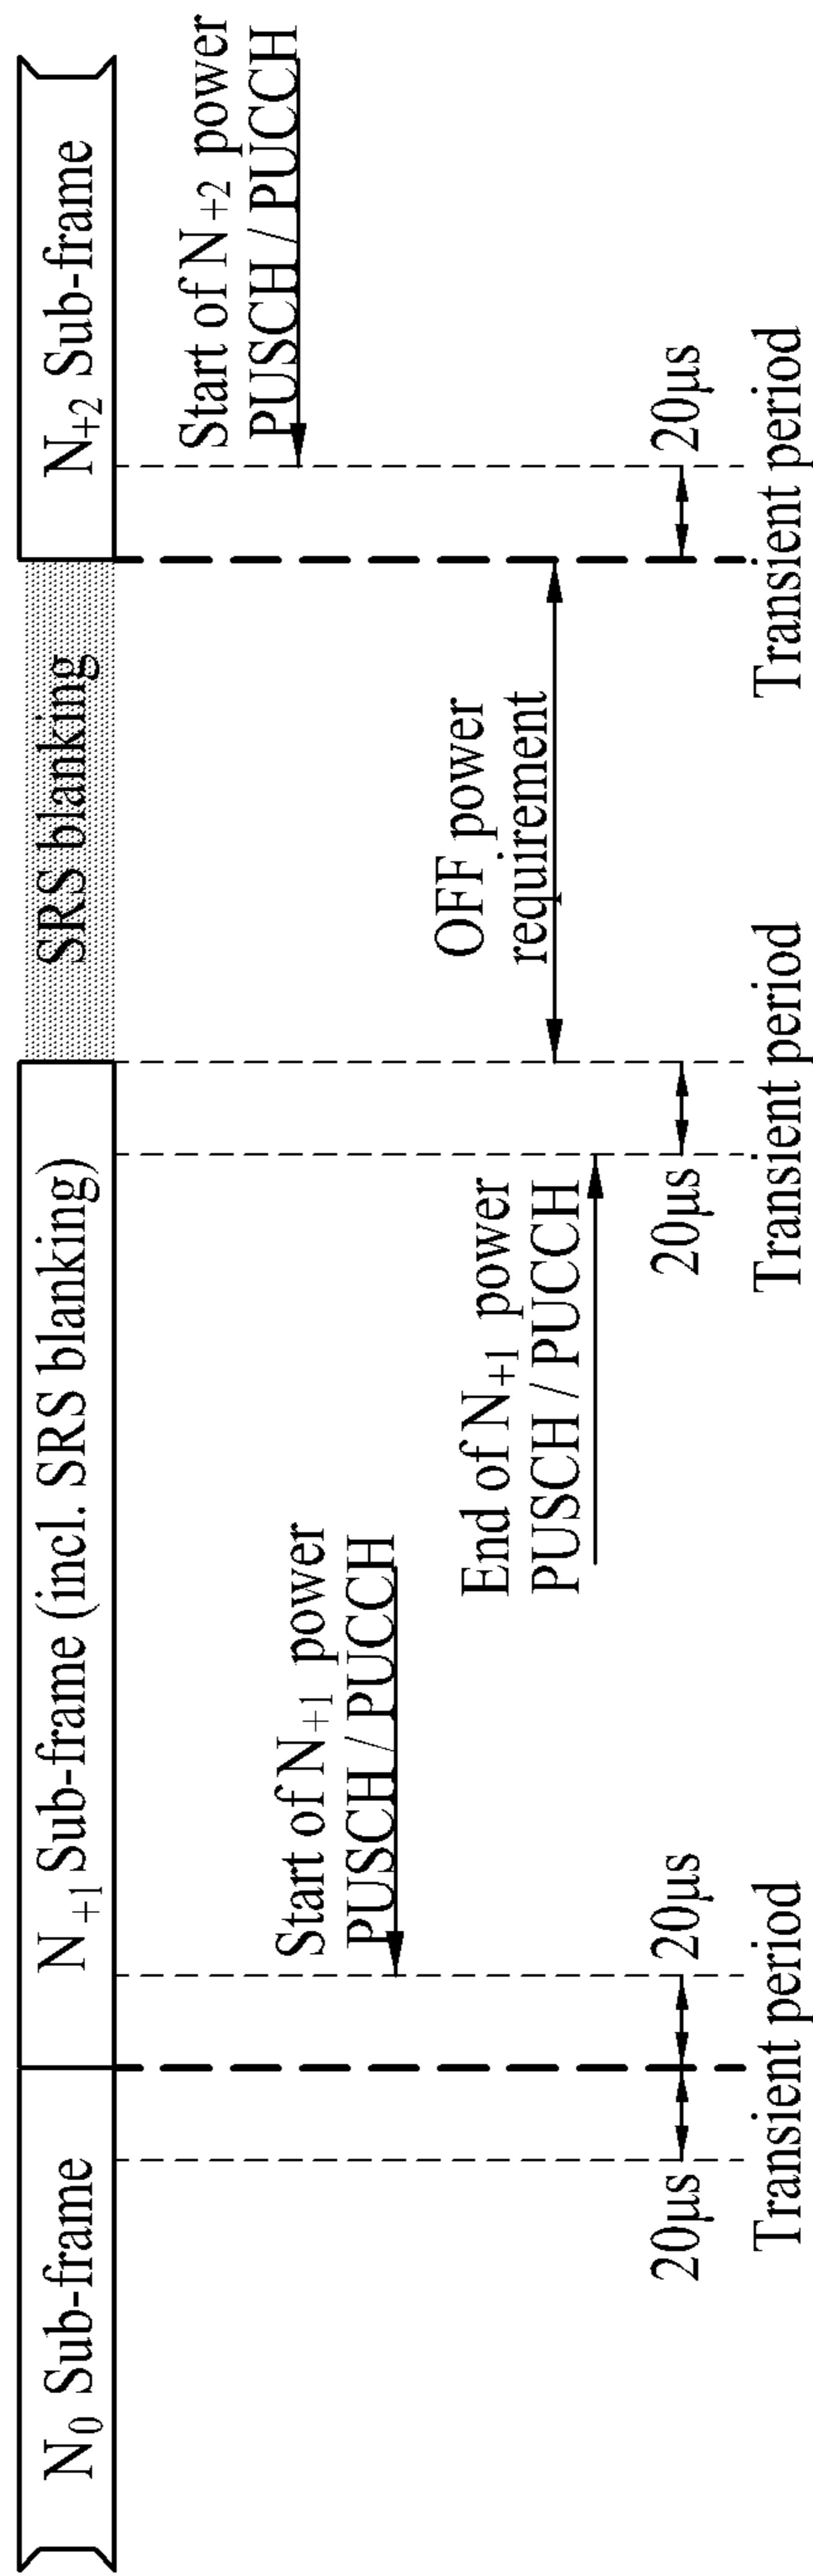 N0 Sub-frame
N+1 Sub-frame (incl. SRS blanking)
SRS blanking
N+2 Sub-frame
Start of N+2 power
PUSCH / PUCCH
Start of N+1 power
PUSCH / PUCCH
OFF power
requirement
End of N+1 power
PUSCH / PUCCH
20μs
20μs
20μs
20μs
Transient period
Transient period
Transient period